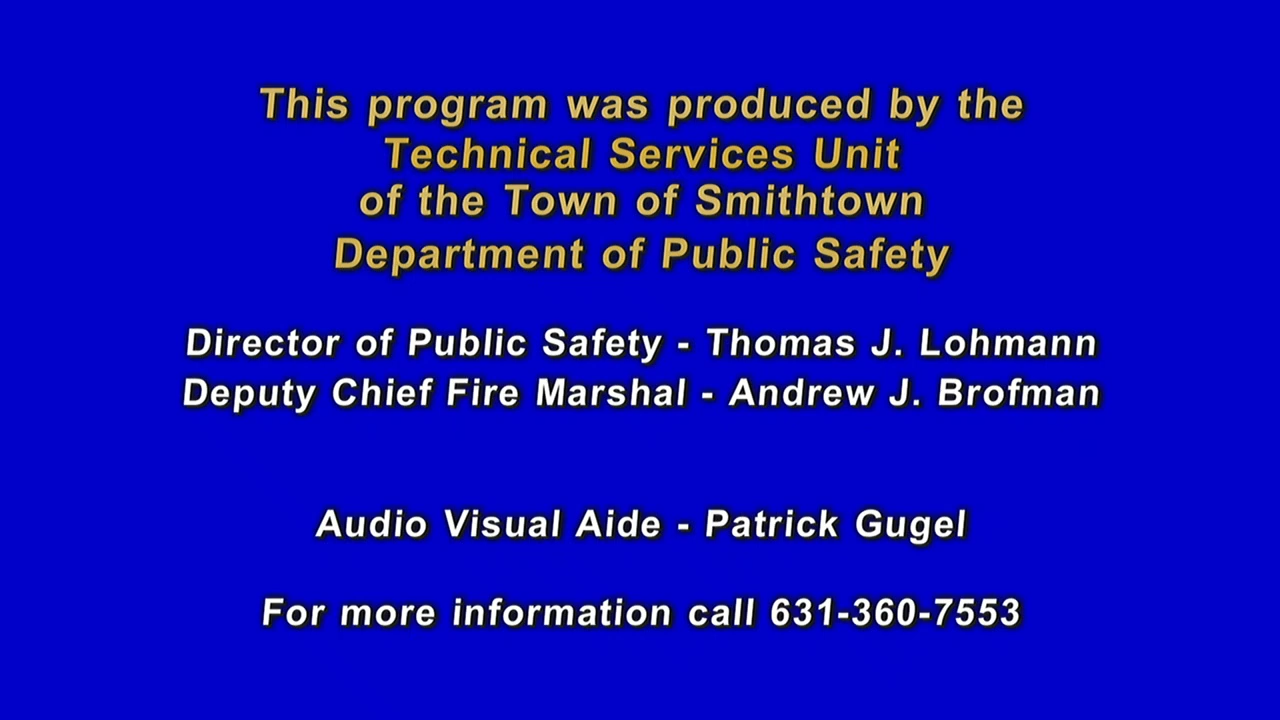 This program was produced by the
Technical Services Unit
of the Town of Smithtown
Department of Public Safety
Director of Public Safety - Thomas J. Lohmann
Deputy Chief Fire Marshal - Andrew J. Brofman
Audio Visual Aide - Patrick Gugel
For more information call 631-360-7553